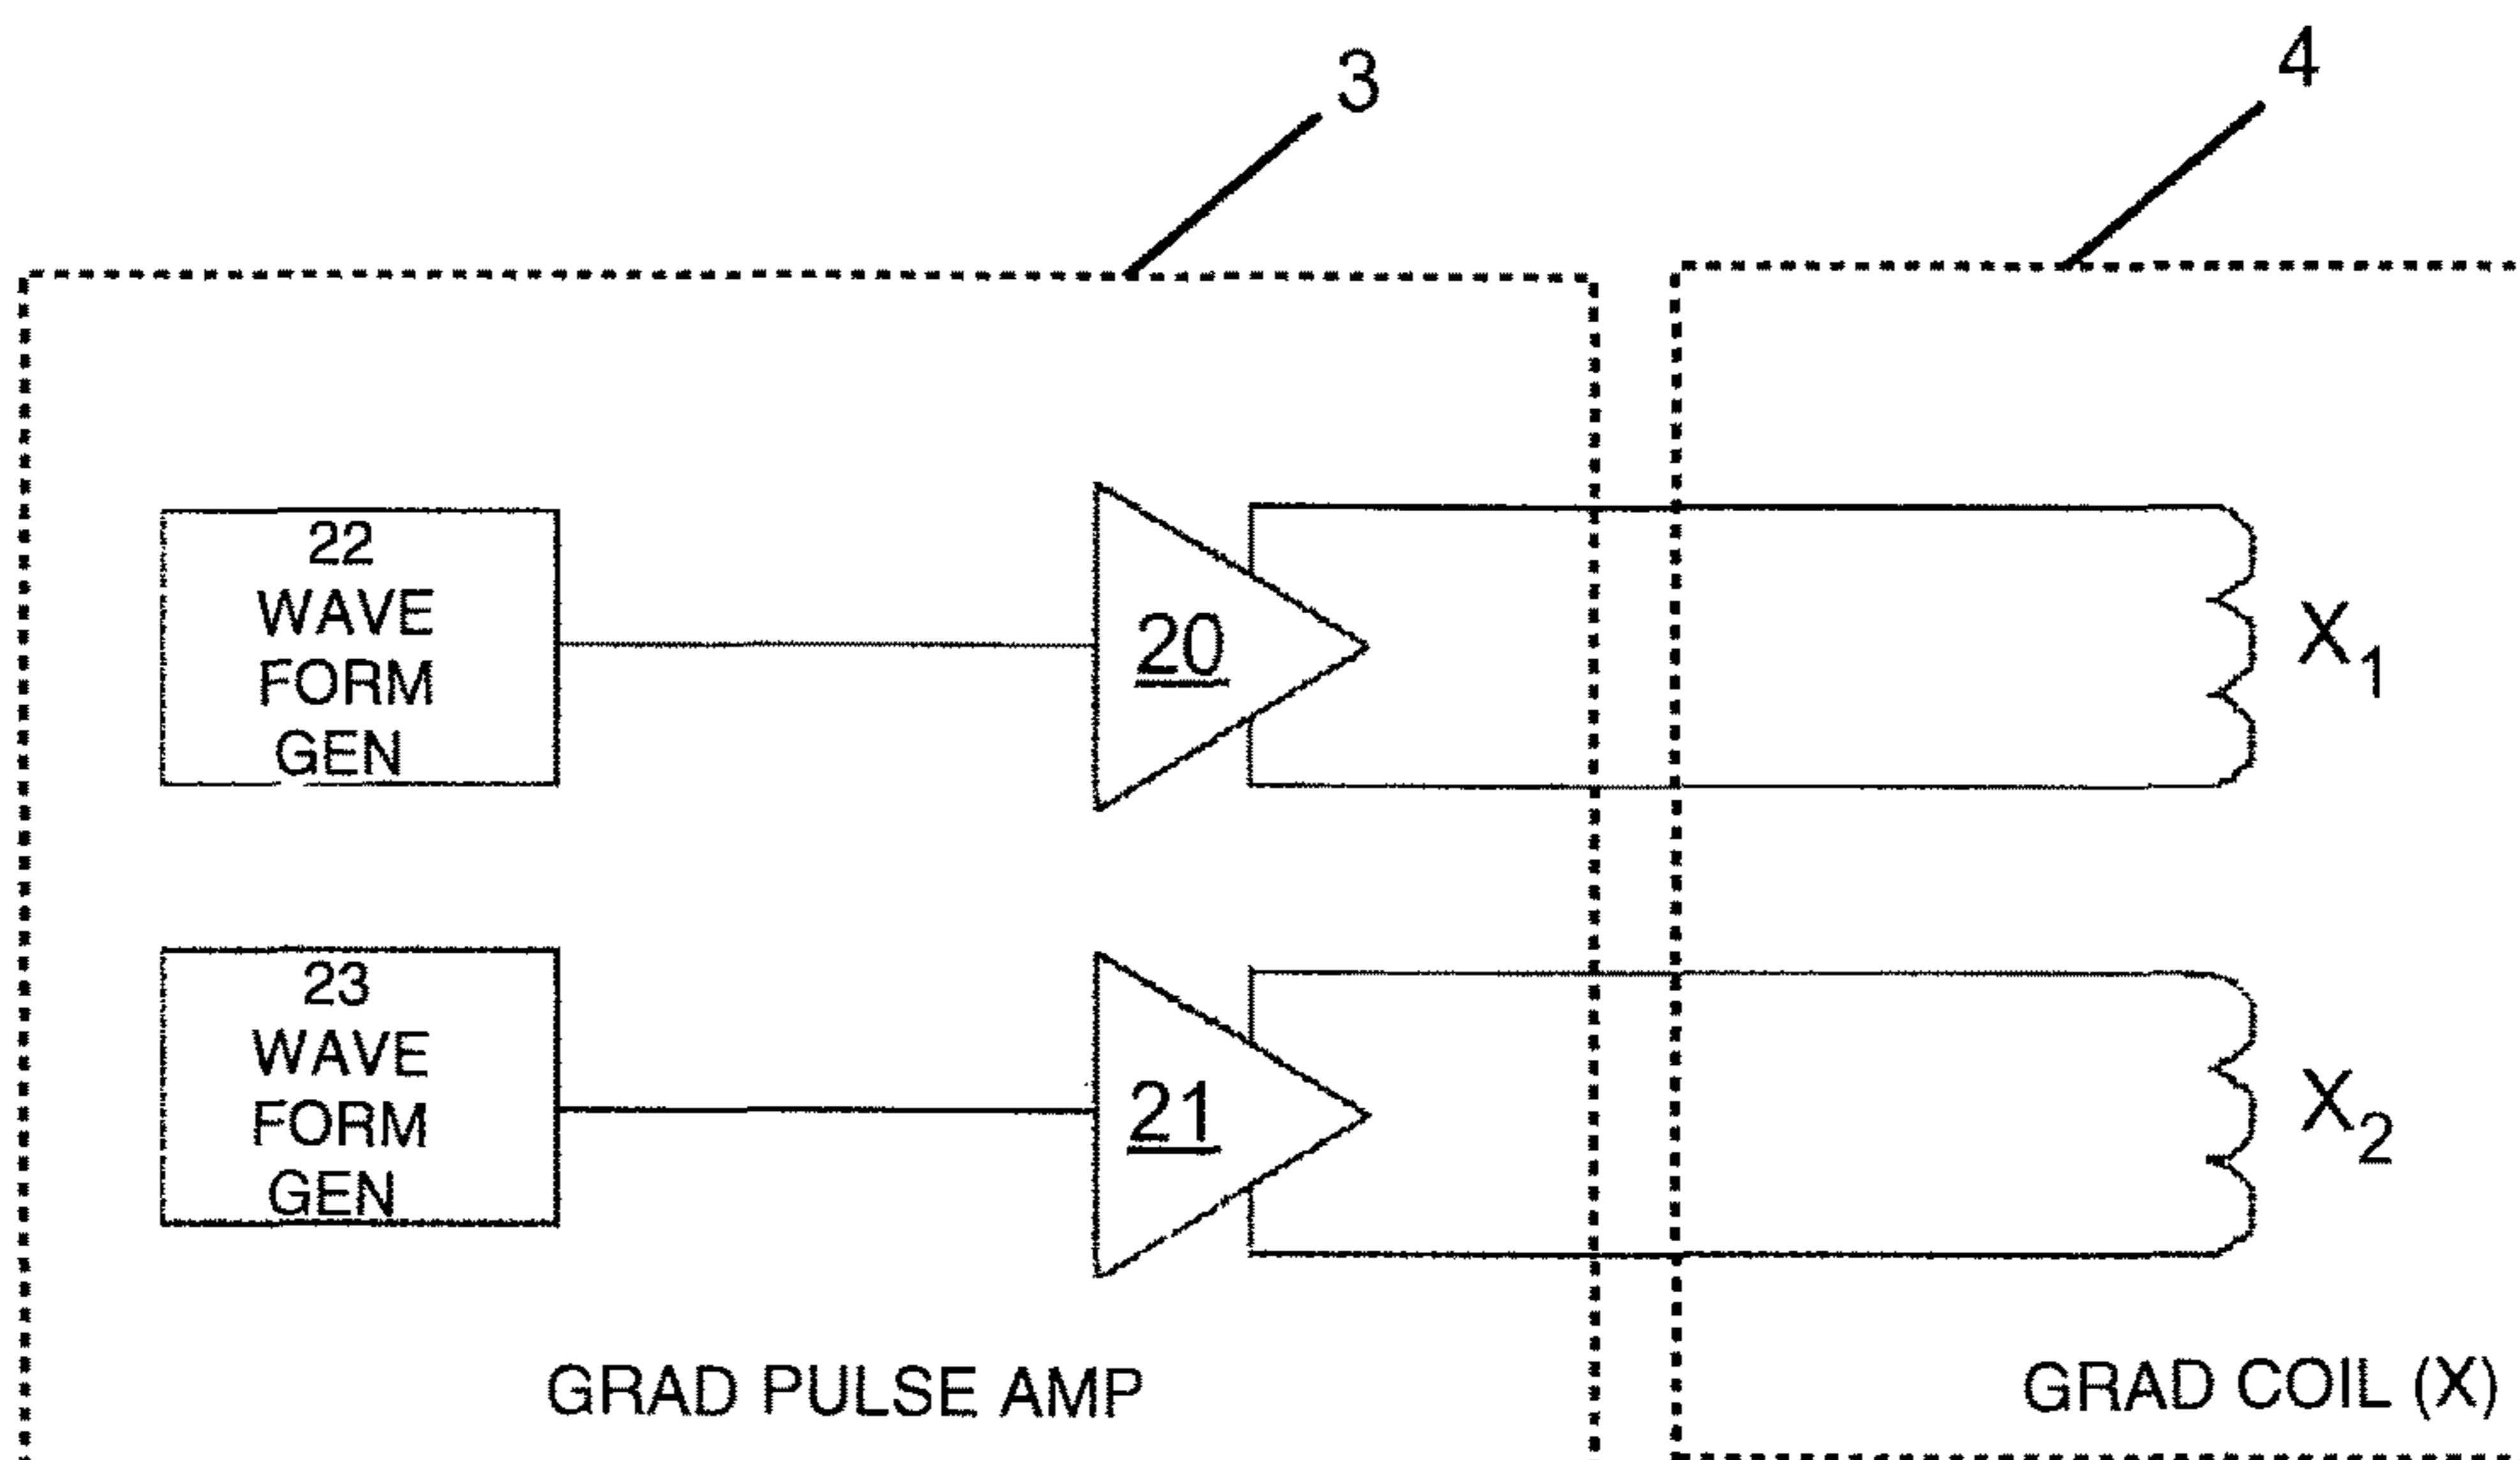 3
4
22
WAVE
FORM
GEN
20
X1
23
WAVE
FORM
GEN
21
X2
GRAD PULSE AMP
GRAD COIL (X)